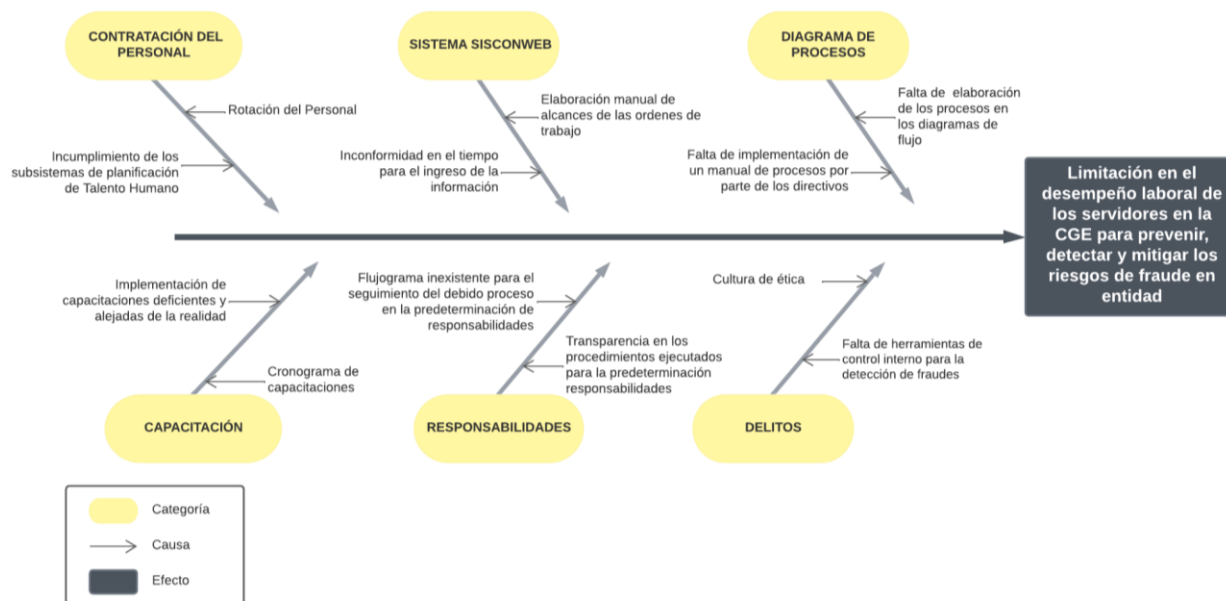 CONTRATACIÓN DEL
PERSONAL
SISTEMA SISCONWEB
DIAGRAMA DE
PROCESOS
Rotación del Personal
Incumplimiento de los
subsistemas de planificación
de Talento Humano
Elaboración manual de
alcances de las ordenes de
trabajo
Inconformidad en el tiempo
para el ingreso de la
información
Falta de elaboración
de los procesos en
los diagramas de
flujo
Falta de implementación de
un manual de procesos por
parte de los directivos
Limitación en el
desempeño laboral de
los servidores en la
CGE para prevenir,
detectar y mitigar los
riesgos de fraude en
entidad
Implementación de
capacitaciones deficientes y
alejadas de la realidad
Cronograma de
capacitaciones
Flujograma inexistente para el
seguimiento del debido proceso
en la predeterminación de
responsabilidades
Transparencia en los
procedimientos ejecutados
para la predeterminación
responsabilidades
Cultura de ética
Falta de herramientas de
control interno para la
detección de fraudes
CAPACITACIÓN
RESPONSABILIDADES
DELITOS
Categoría
Causa
Efecto